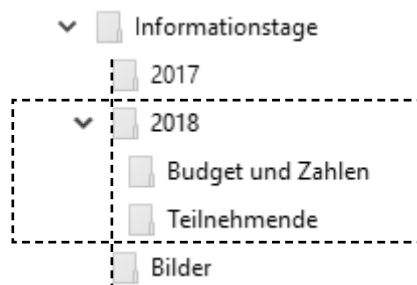 Informationstage
2017
2018
Budget und Zahlen
Teilnehmende
Bilder